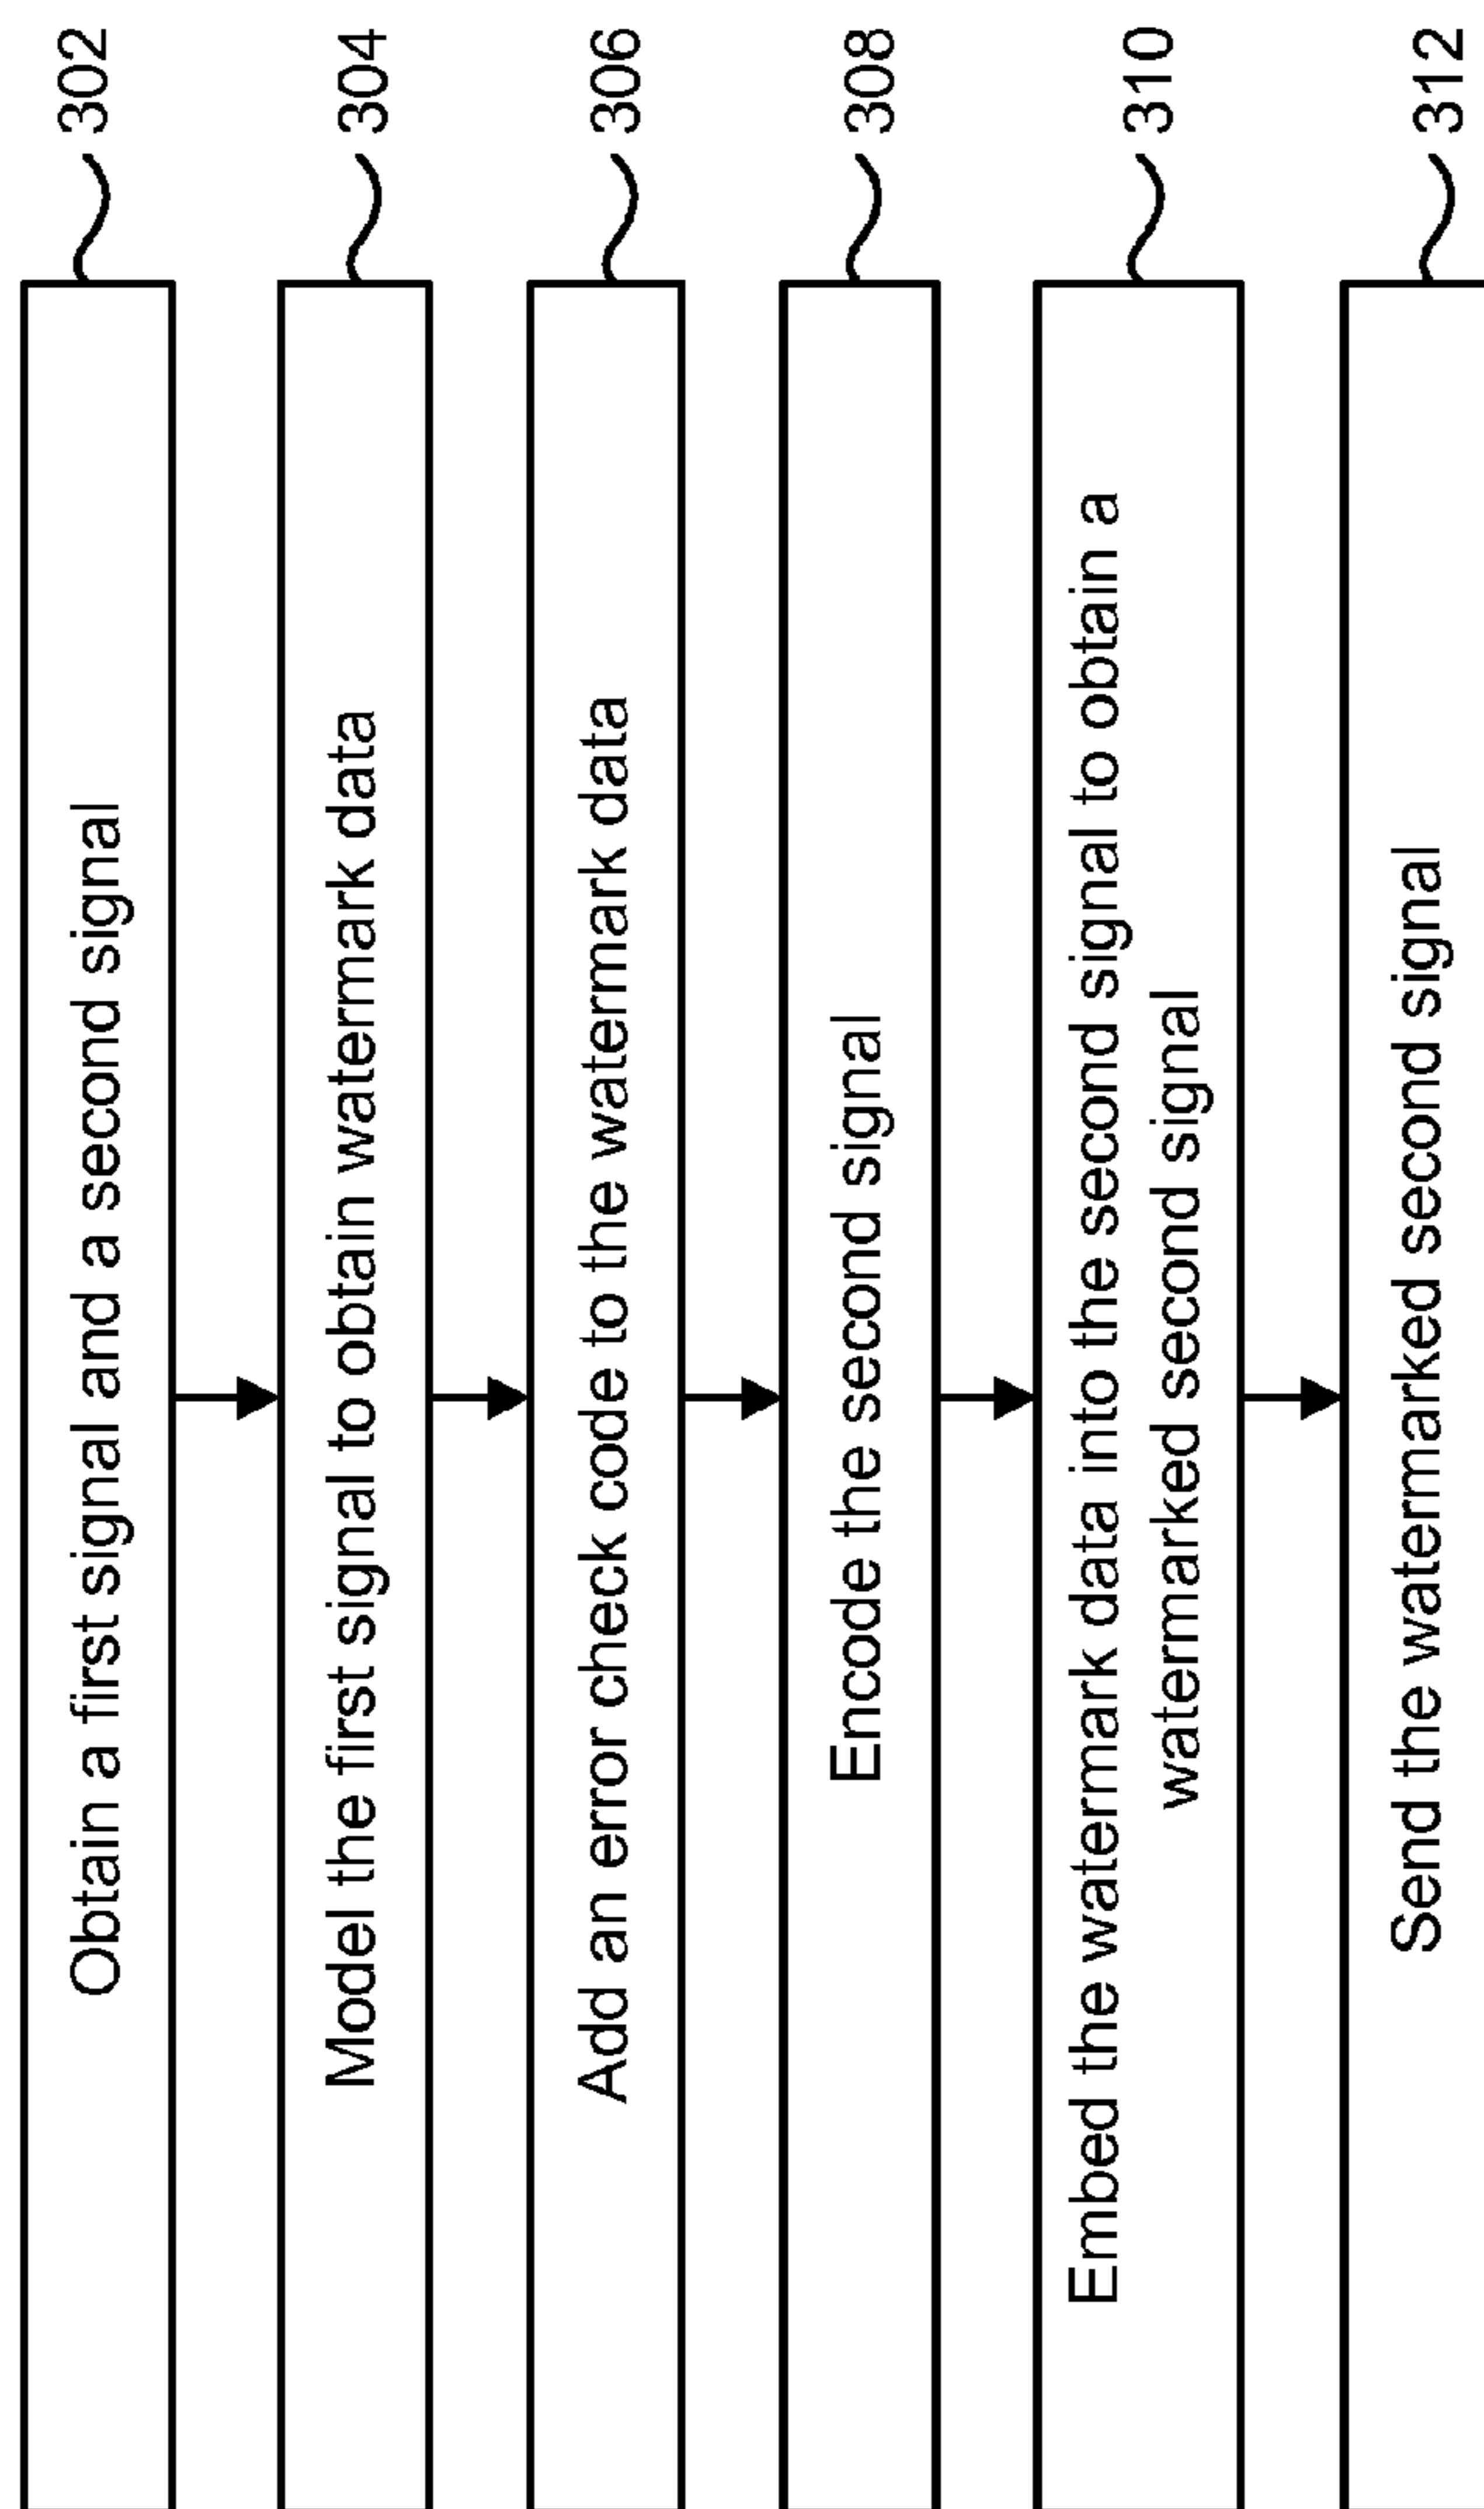 Obtain a first signal and a second signal
302
Model the first signal to obtain watermark data
304
Add an error check code to the watermark data
306
Encode the second signal
308
Embed the watermark data into the second signal to obtain a
watermarked second signal
310
Send the watermarked second signal
312